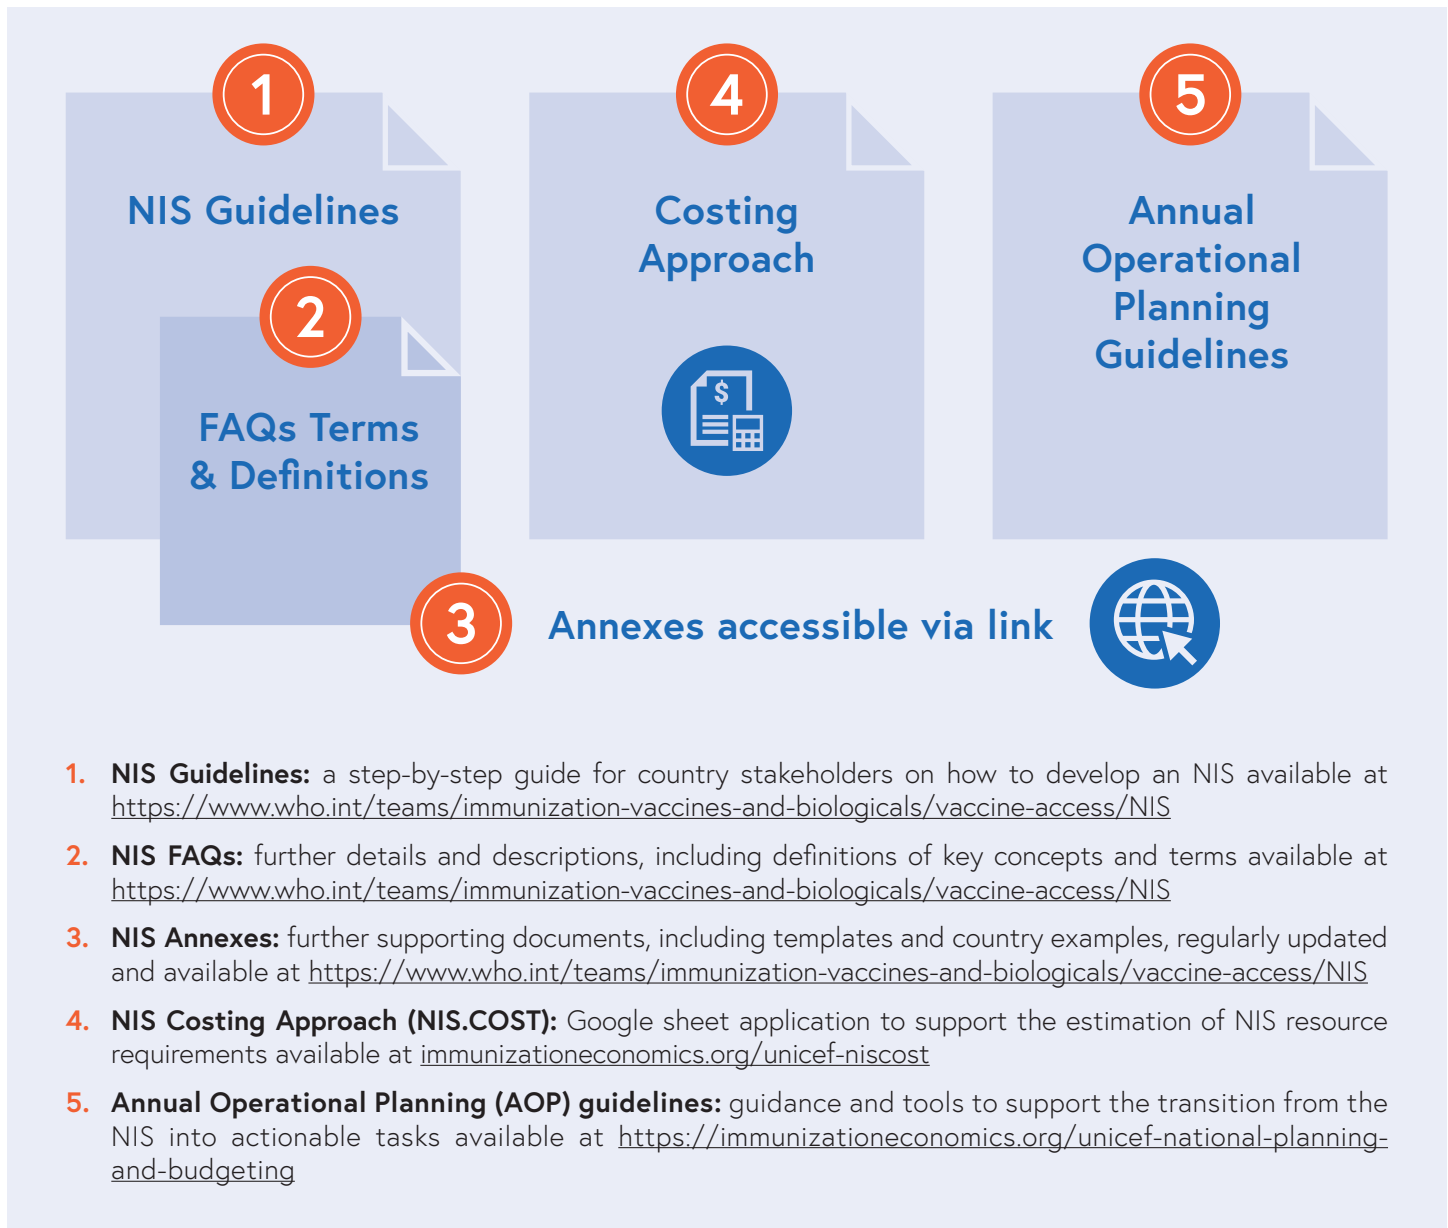 1
NIS Guidelines
2
FAQs Terms
& Definitions
3
Annexes accessible via link
4
Costing
Approach
$
5
Annual
Operational
Planning
Guidelines
1. NIS Guidelines: a step-by-step guide for country stakeholders on how to develop an NIS available at
https://www.who.int/teams/immunization-vaccines-and-biologicals/vaccine-access/NIS
2. NIS FAQs: further details and descriptions, including definitions of key concepts and terms available at
https://www.who.int/teams/immunization-vaccines-and-biologicals/vaccine-access/NIS
3. NIS Annexes: further supporting documents, including templates and country examples, regularly updated
and available at https://www.who.int/teams/immunization-vaccines-and-biologicals/vaccine-access/NIS
4. NIS Costing Approach (NIS.COST): Google sheet application to support the estimation of NIS resource
requirements available at immunizationeconomics.org/unicef-niscost
5. Annual Operational Planning (AOP) guidelines: guidance and tools to support the transition from the
NIS into actionable tasks available at https://immunizationeconomics.org/unicef-national-planning-
and-budgeting